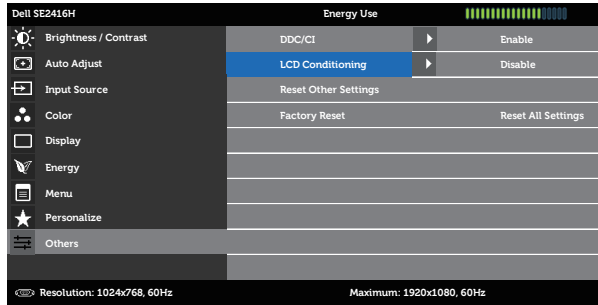 Dell SE2416H Energy Use
Brightness / Contrast DDC/CI Enable
Auto Adjust LCD Conditioning Disable
Input Source Reset Other Settings
Color Factory Reset Reset All Settings
Display
Energy
Menu
Personalize
Others
Resolution: 1024x768, 60Hz Maximum: 1920x1080, 60Hz